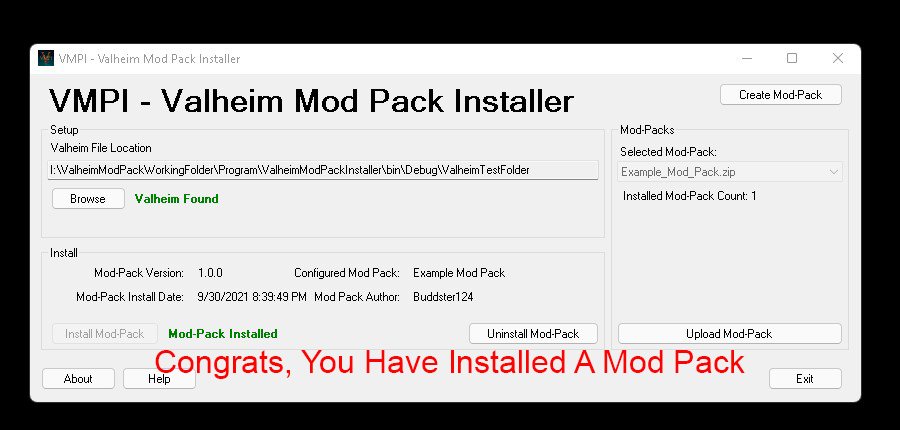 VMPI - Valheim Mod Pack Installer
VMPI - Valheim Mod Pack Installer
Create Mod-Pack
Setup
Valheim File Location
I:\ValheimModPackWorkingFolder\Program\ValheimModPackInstaller\bin\Debug\ValheimTestFolder
Browse
Valheim Found
Mod-Packs
Selected Mod-Pack:
Example_Mod_Pack.zip
Installed Mod-Pack Count: 1
Install
Mod-Pack Version: 1.0.0 Configured Mod Pack: Example Mod Pack
Mod-Pack Install Date: 9/30/2021 8:39:49 PM Mod Pack Author: Buddster124
Install Mod-Pack Mod-Pack Installed Uninstall Mod-Pack
Upload Mod-Pack
Congrats, You Have Installed A Mod Pack
About Help Exit